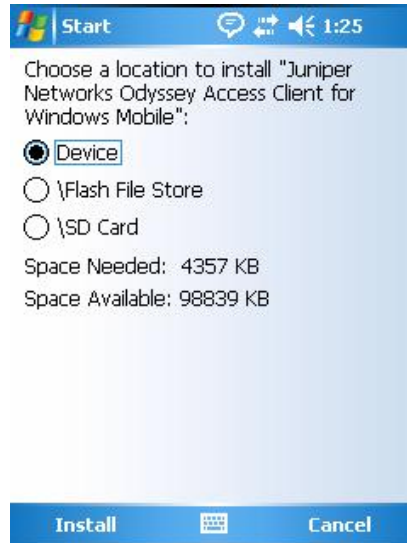 Start 1:25
Choose a location to install "Juniper
Networks Odyssey Access Client for
Windows Mobile":
Device
\Flash File Store
\SD Card
Space Needed: 4357 KB
Space Available: 98839 KB
Install Cancel